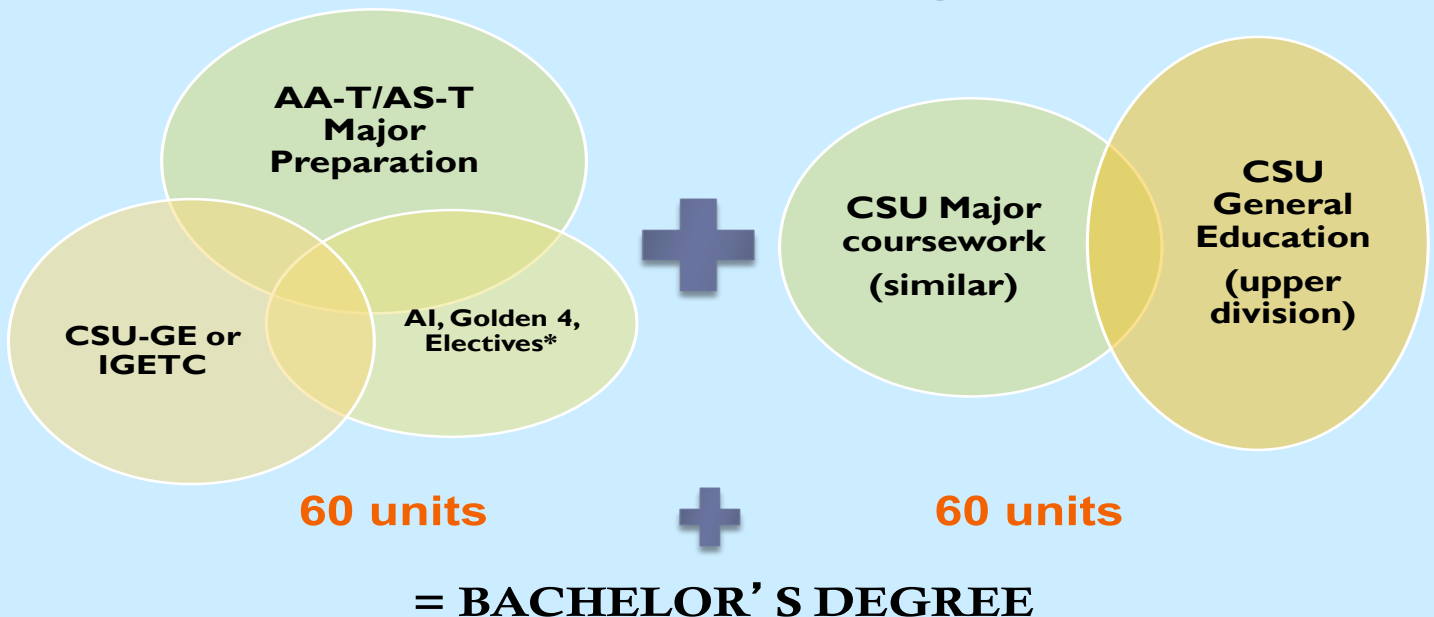 AA-T/AS-T
Major
Preparation
CSU-GE or
IGETC
AI, Golden 4,
Electives*
CSU Major
coursework
(similar)
CSU
General
Education
(upper
division)
60 units
60 units
= BACHELOR’S DEGREE